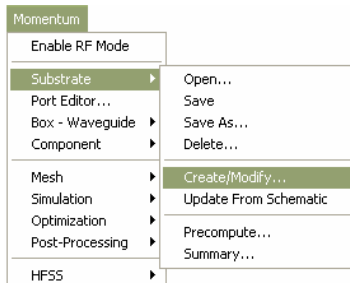 Momentum
Enable RF Mode
Substrate
Port Editor...
Box - Waveguide
Component
Mesh
Simulation
Optimization
Post-Processing
HFSS
Open...
Save
Save As...
Delete...
Create/Modify...
Update From Schematic
Precompute...
Summary...